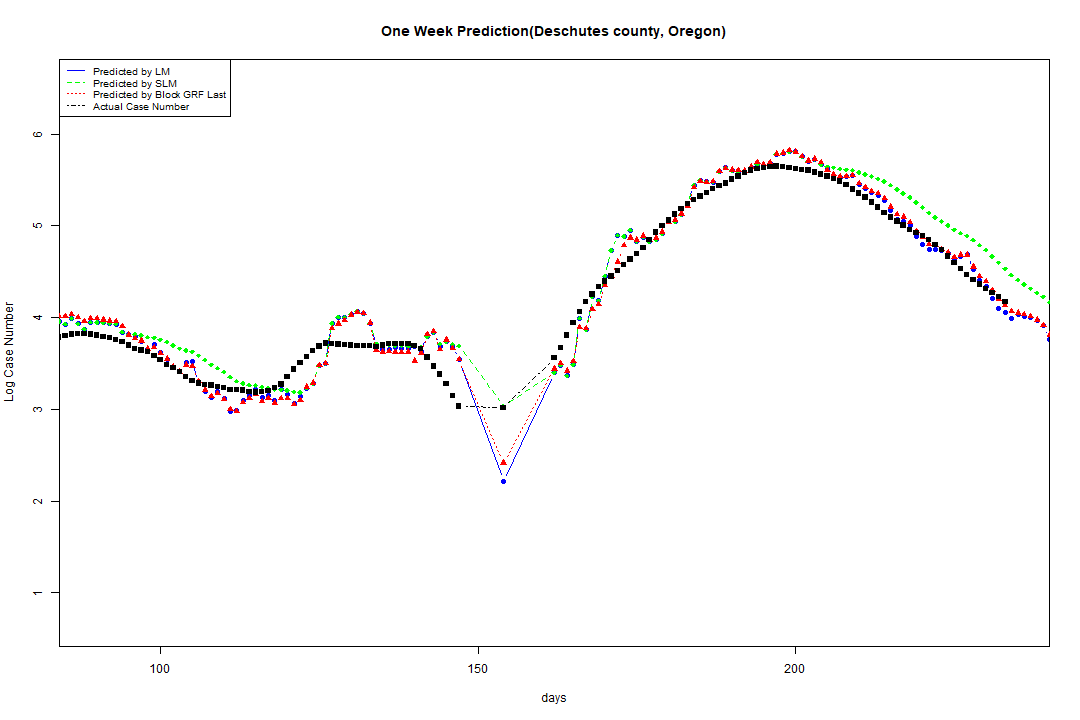 One Week Prediction(Deschutes county, Oregon)
Predicted by LM
Predicted by SLM
Predicted by Block GRF Last
Actual Case Number
6
5
4
3
2
1
Log Case Number
100 150 200
days